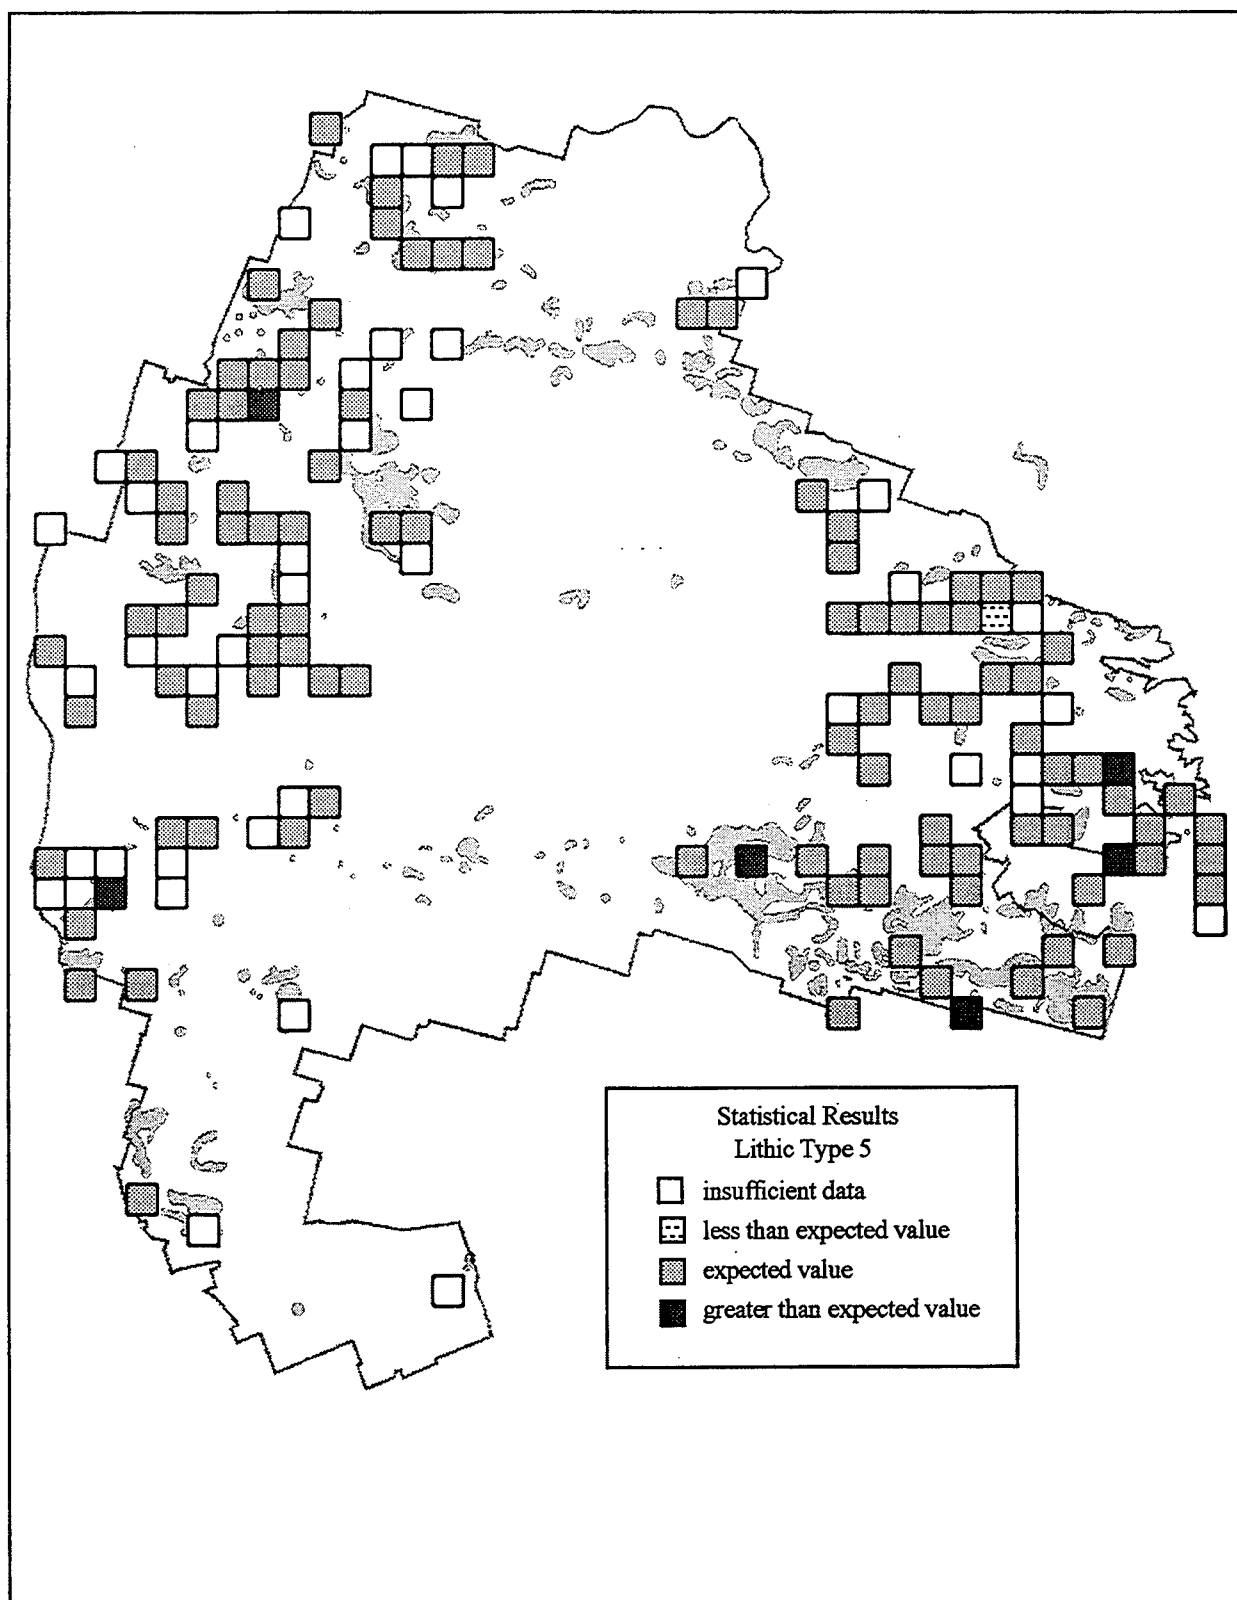 Statistical Results
Lithic Type 5
insufficient data
less than expected value
expected value
greater than expected value